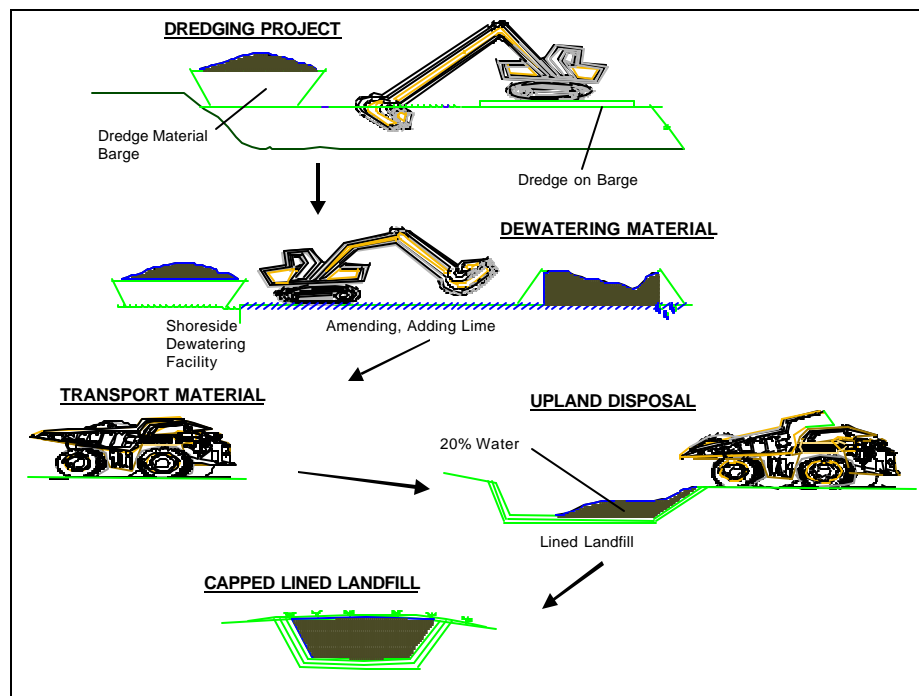 DREDGING PROJECT
Dredge Material
Barge
Dredge on Barge
DEWATERING MATERIAL
Shoreside
Dewatering
Facility
Amending, Adding Lime
TRANSPORT MATERIAL
UPLAND DISPOSAL
20% Water
Lined Landfill
CAPPED LINED LANDFILL